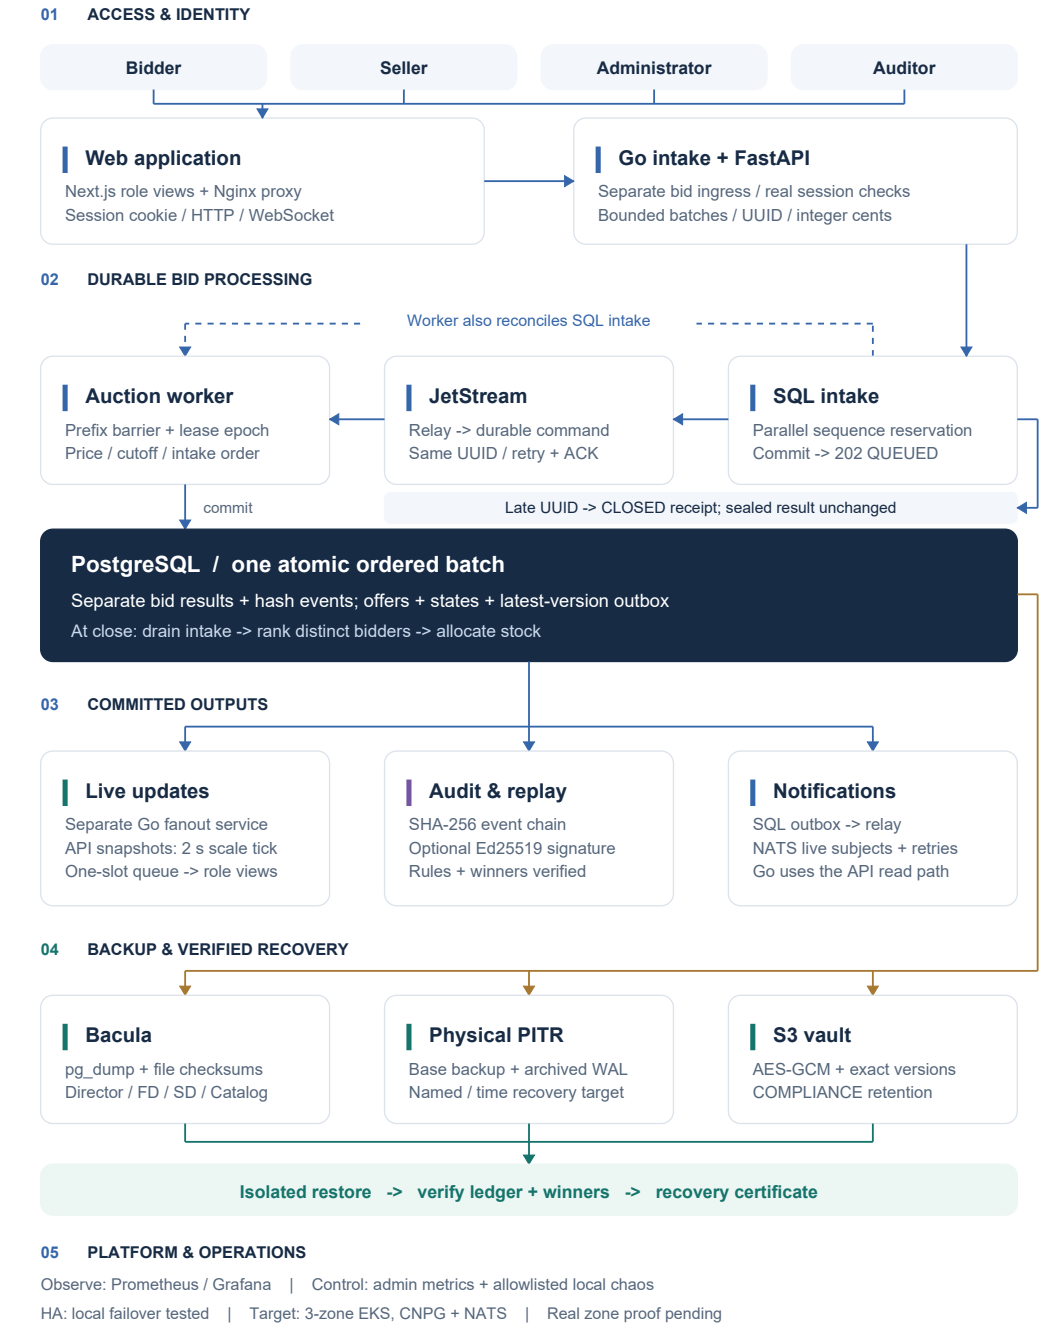 01 ACCESS & IDENTITY
Bidder
Seller
Administrator
Auditor
Web application
Next.js role views + Nginx proxy
Session cookie / HTTP / WebSocket
Go intake + FastAPI
Separate bid ingress / real session checks
Bounded batches / UUID / integer cents
02 DURABLE BID PROCESSING
Worker also reconciles SQL intake
Auction worker
Prefix barrier + lease epoch
Price / cutoff / intake order
JetStream
Relay -> durable command
Same UUID / retry + ACK
SQL intake
Parallel sequence reservation
Commit -> 202 QUEUED
commit
Late UUID -> CLOSED receipt; sealed result unchanged
PostgreSQL / one atomic ordered batch
Separate bid results + hash events; offers + states + latest-version outbox
At close: drain intake -> rank distinct bidders -> allocate stock
03 COMMITTED OUTPUTS
Live updates
Separate Go fanout service
API snapshots: 2 s scale tick
One-slot queue -> role views
Audit & replay
SHA-256 event chain
Optional Ed25519 signature
Rules + winners verified
Notifications
SQL outbox -> relay
NATS live subjects + retries
Go uses the API read path
04 BACKUP & VERIFIED RECOVERY
Bacula
pg_dump + file checksums
Director / FD / SD / Catalog
Physical PITR
Base backup + archived WAL
Named / time recovery target
S3 vault
AES-GCM + exact versions
COMPLIANCE retention
Isolated restore -> verify ledger + winners -> recovery certificate
05 PLATFORM & OPERATIONS
Observe: Prometheus / Grafana | Control: admin metrics + allowlisted local chaos
HA: local failover tested | Target: 3-zone EKS, CNPG + NATS | Real zone proof pending